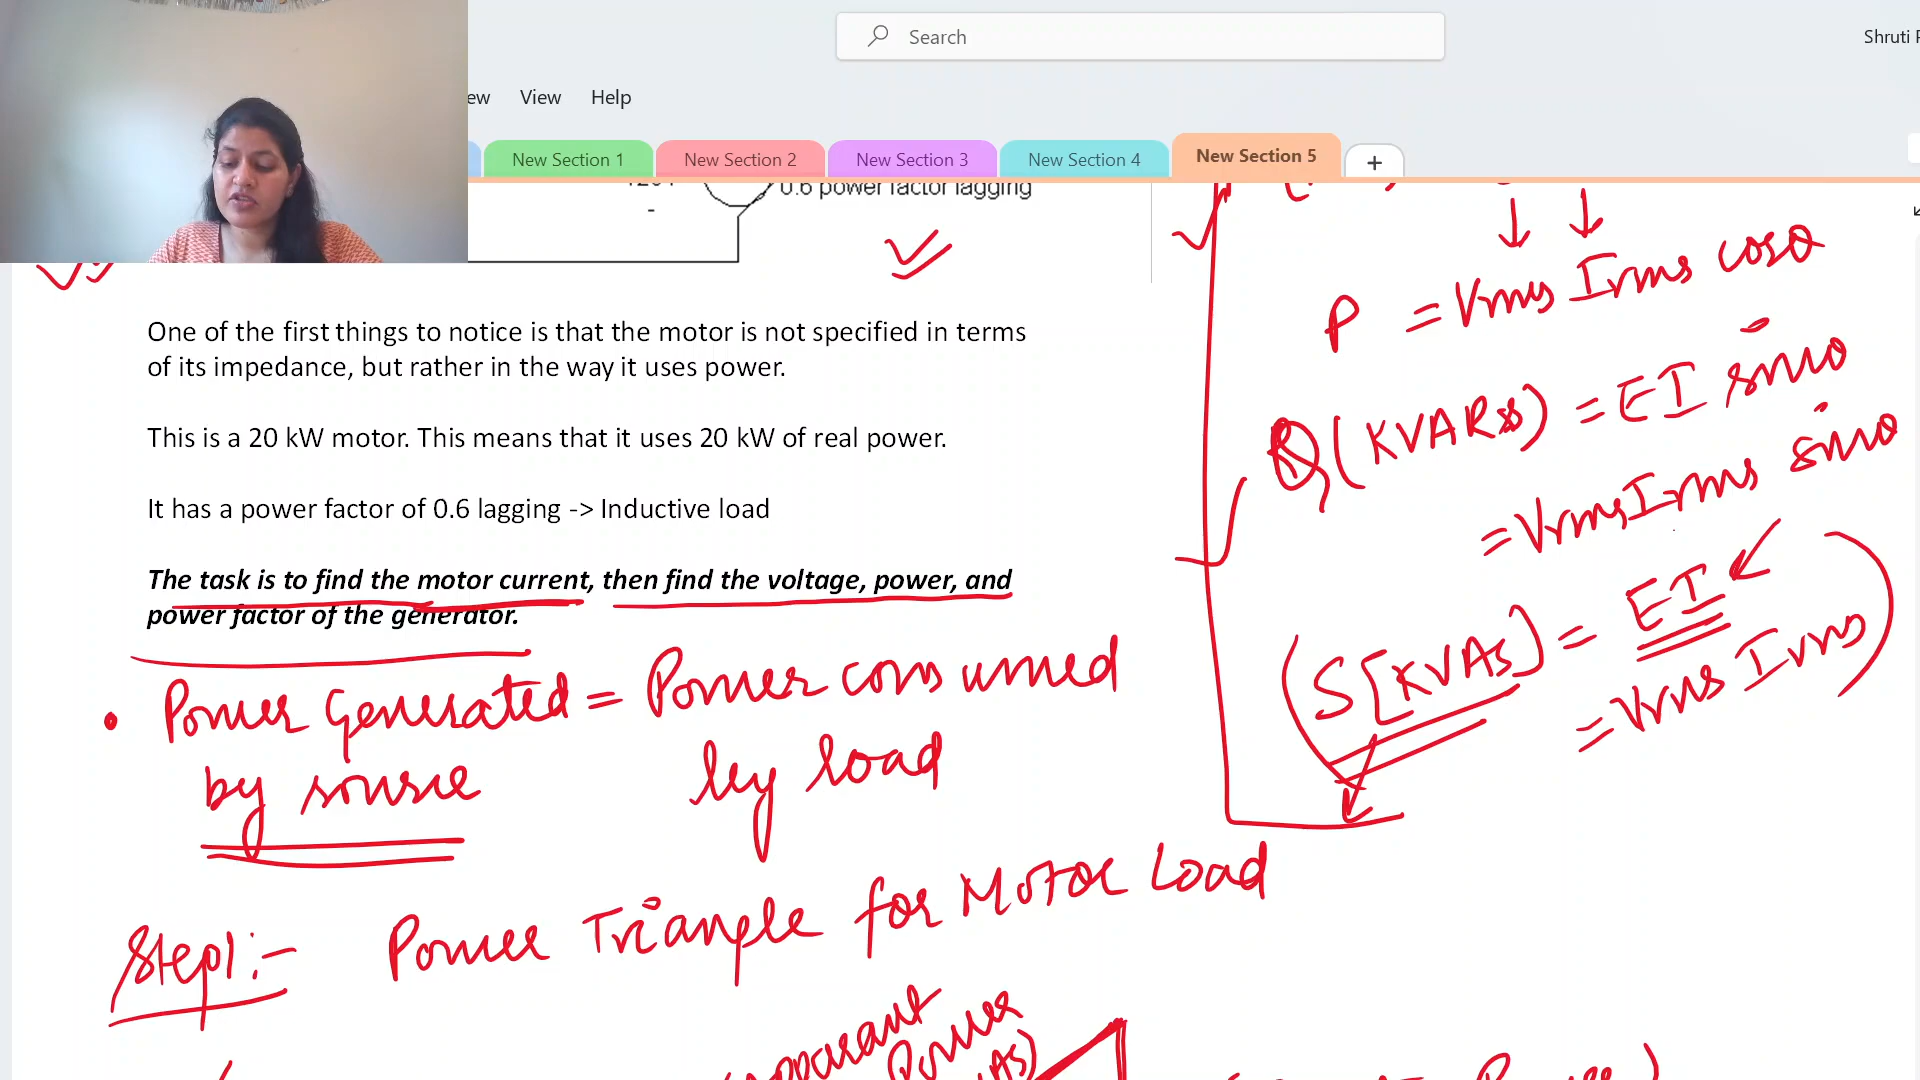 Search
Shruti
ew View Help
New Section 1 New Section 2 New Section 3 New Section 4 New Section 5 +
0.6 power factor lagging
-
One of the first things to notice is that the motor is not specified in terms
of its impedance, but rather in the way it uses power.
This is a 20 kW motor. This means that it uses 20 kW of real power.
It has a power factor of 0.6 lagging -> Inductive load
The task is to find the motor current, then find the voltage, power, and
power factor of the generator.
• Power Generated = Power consumed
by source by load
Step1:- Power Triangle for Motor Load
Apparant
Power
P = Vrms Irms cosθ
Q(KVARs) = EI sinθ
= Vrms Irms sinθ
(S[KVAs] = EI
= Vrms Irms)